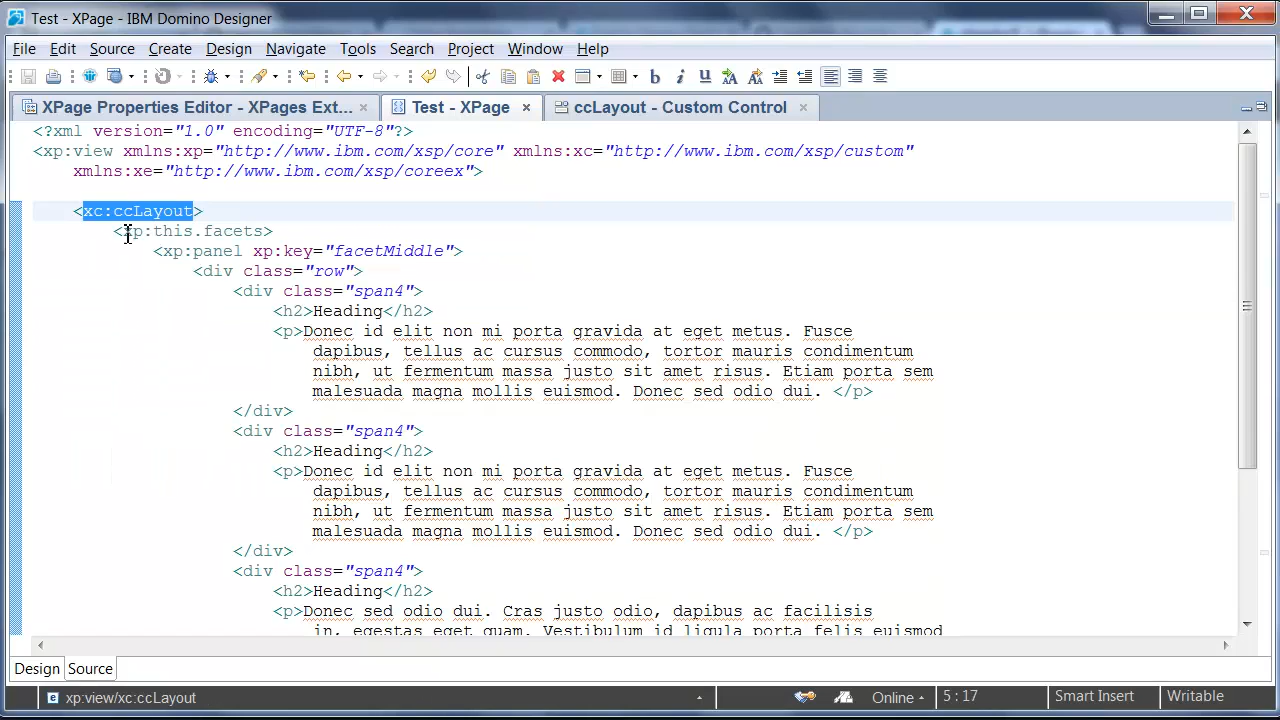 Test - XPage - IBM Domino Designer
File Edit Source Create Design Navigate Tools Search Project Window Help
XPage Properties Editor - XPages Ext... Test - XPage ccLayout - Custom Control
<?xml version="1.0" encoding="UTF-8"?>
<xp:view xmlns:xp="http://www.ibm.com/xsp/core" xmlns:xc="http://www.ibm.com/xsp/custom"
xmlns:xe="http://www.ibm.com/xsp/coreex">
<xc:ccLayout>
<xp:this.facets>
<xp:panel xp:key="facetMiddle">
<div class="row">
<div class="span4">
<h2>Heading</h2>
<p>Donec id elit non mi porta gravida at eget metus. Fusce
dapibus, tellus ac cursus commodo, tortor mauris condimentum
nibh, ut fermentum massa justo sit amet risus. Etiam porta sem
malesuada magna mollis euismod. Donec sed odio dui. </p>
</div>
<div class="span4">
<h2>Heading</h2>
<p>Donec id elit non mi porta gravida at eget metus. Fusce
dapibus, tellus ac cursus commodo, tortor mauris condimentum
nibh, ut fermentum massa justo sit amet risus. Etiam porta sem
malesuada magna mollis euismod. Donec sed odio dui. </p>
</div>
<div class="span4">
<h2>Heading</h2>
<p>Donec sed odio dui. Cras justo odio, dapibus ac facilisis
in, egestas eget quam. Vestibulum id ligula porta felis euismod
Design Source
xp:view/xc:ccLayout Online 5 : 17 Smart Insert Writable